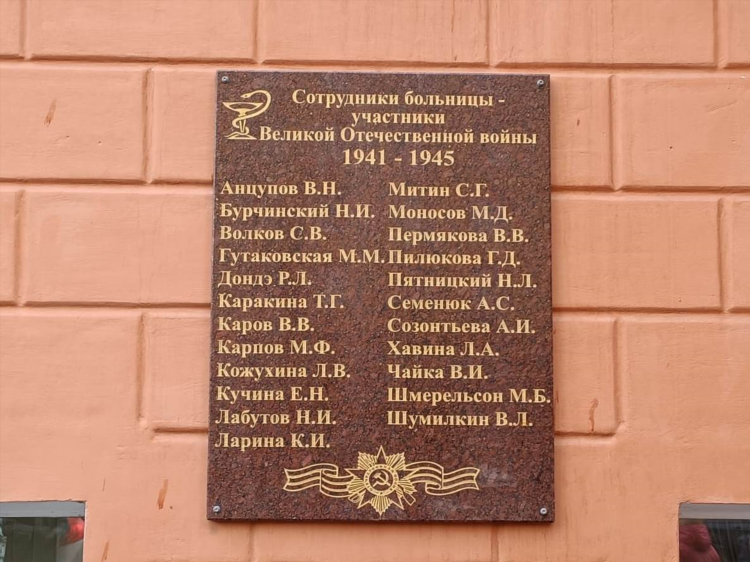 Сотрудники больницы -
участники
Великой Отечественной войны
1941 - 1945
Анцупов В.Н.
Бурчинский Н.И.
Волков С.В.
Гутаковская М.М.
Дондэ Р.Л.
Каракина Т.Г.
Каров В.В.
Карпов М.Ф.
Кожухина Л.В.
Кучина Е.Н.
Лабутов Н.И.
Ларина К.И.
Митин С.Г.
Моносов М.Д.
Пермякова В.В.
Пилюкова Г.Д.
Пятницкий Н.Л.
Семенюк А.С.
Созонтьева А.И.
Хавина Л.А.
Чайка В.И.
Шмерельсон М.Б.
Шумилкин В.Л.